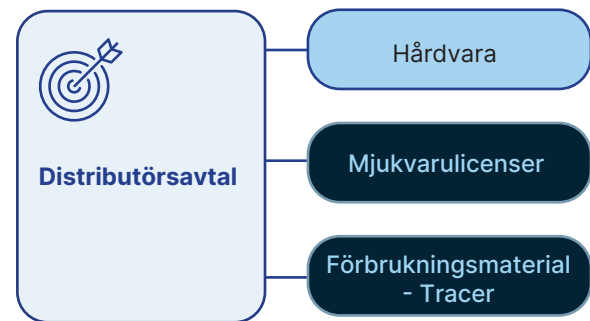 Distributörsavtal
Hårdvara
Mjukvarulicenser
Förbrukningsmaterial
- Tracer